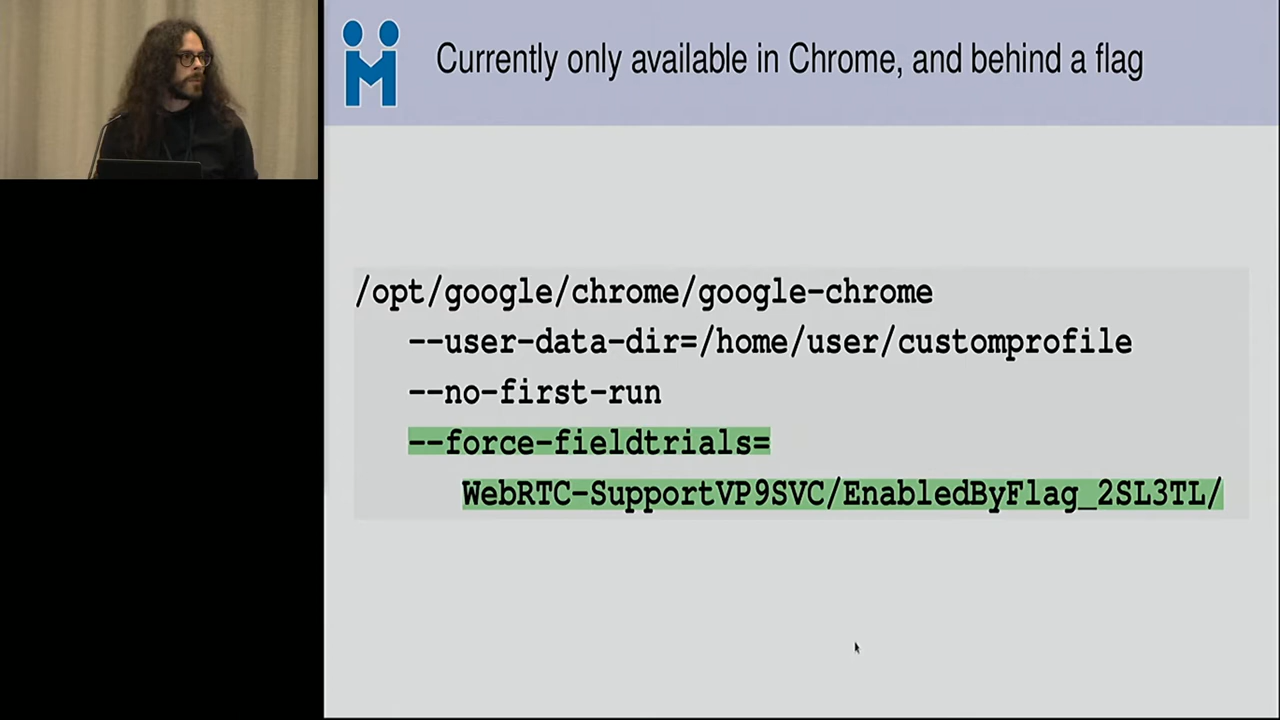 Currently only available in Chrome, and behind a flag
/opt/google/chrome/google-chrome
--user-data-dir=/home/user/customprofile
--no-first-run
--force-fieldtrials=
WebRTC-SupportVP9SVC/EnabledByFlag_2SL3TL/